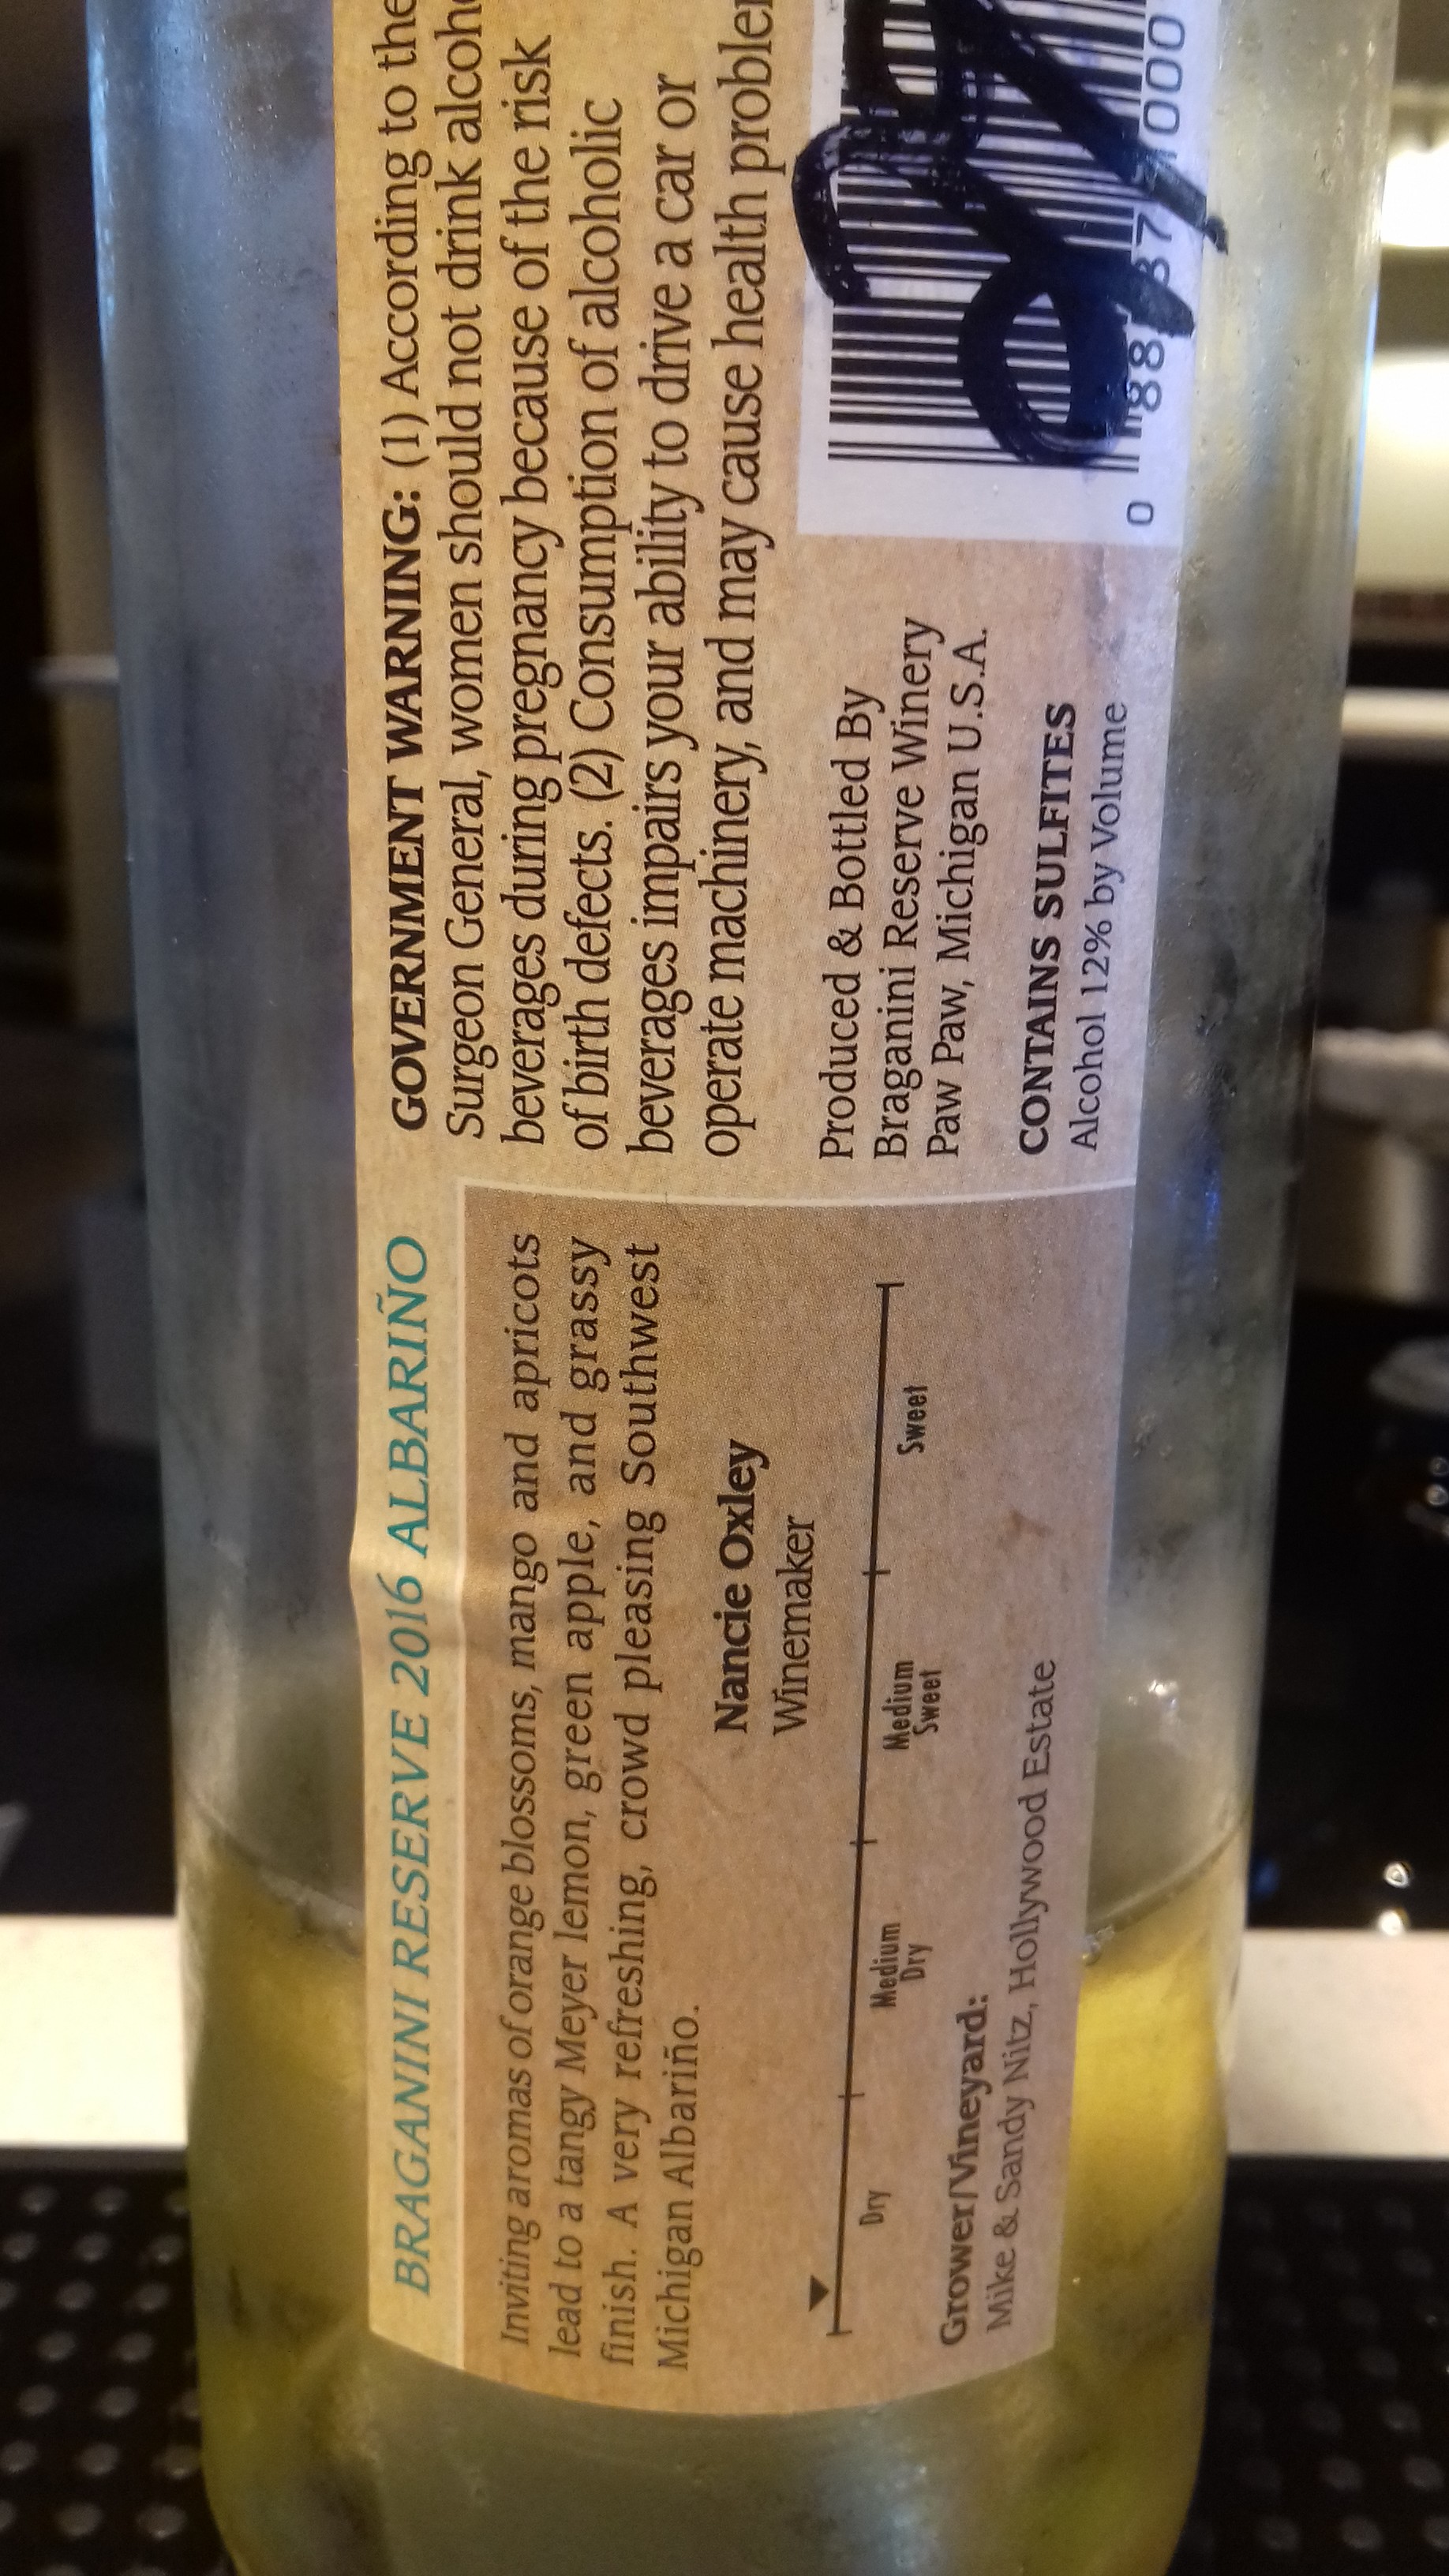 BRAGANINI RESERVE 2016 ALBARIÑO
Inviting aromas of orange blossoms, mango and apricots
lead to a tangy Meyer lemon, green apple, and grassy
finish. A very refreshing, crowd pleasing Southwest
Michigan Albariño.
Nancie Oxley
Winemaker
Dry
Medium
Dry
Medium
Sweet
Sweet
Grower/Vineyard:
Mike & Sandy Nitz, Hollywood Estate
GOVERNMENT WARNING: (1) According to the
Surgeon General, women should not drink
beverages during pregnancy because of the risk
of birth defects. (2) Consumption of alcoholic
beverages impairs your ability to drive a car or
operate machinery, and may cause health
Produced & Bottled By
Braganini Reserve Winery
Paw Paw, Michigan U.S.A.
CONTAINS SULFITES
Alcohol 12% by Volume
0